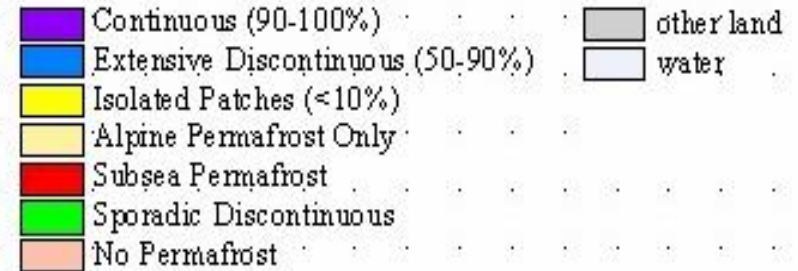 Continuous (90-100%)
Extensive Discontinuous (50-90%)
Isolated Patches (<10%)
Alpine Permafrost Only
Subsea Permafrost
Sporadic Discontinuous
No Permafrost
other land
water